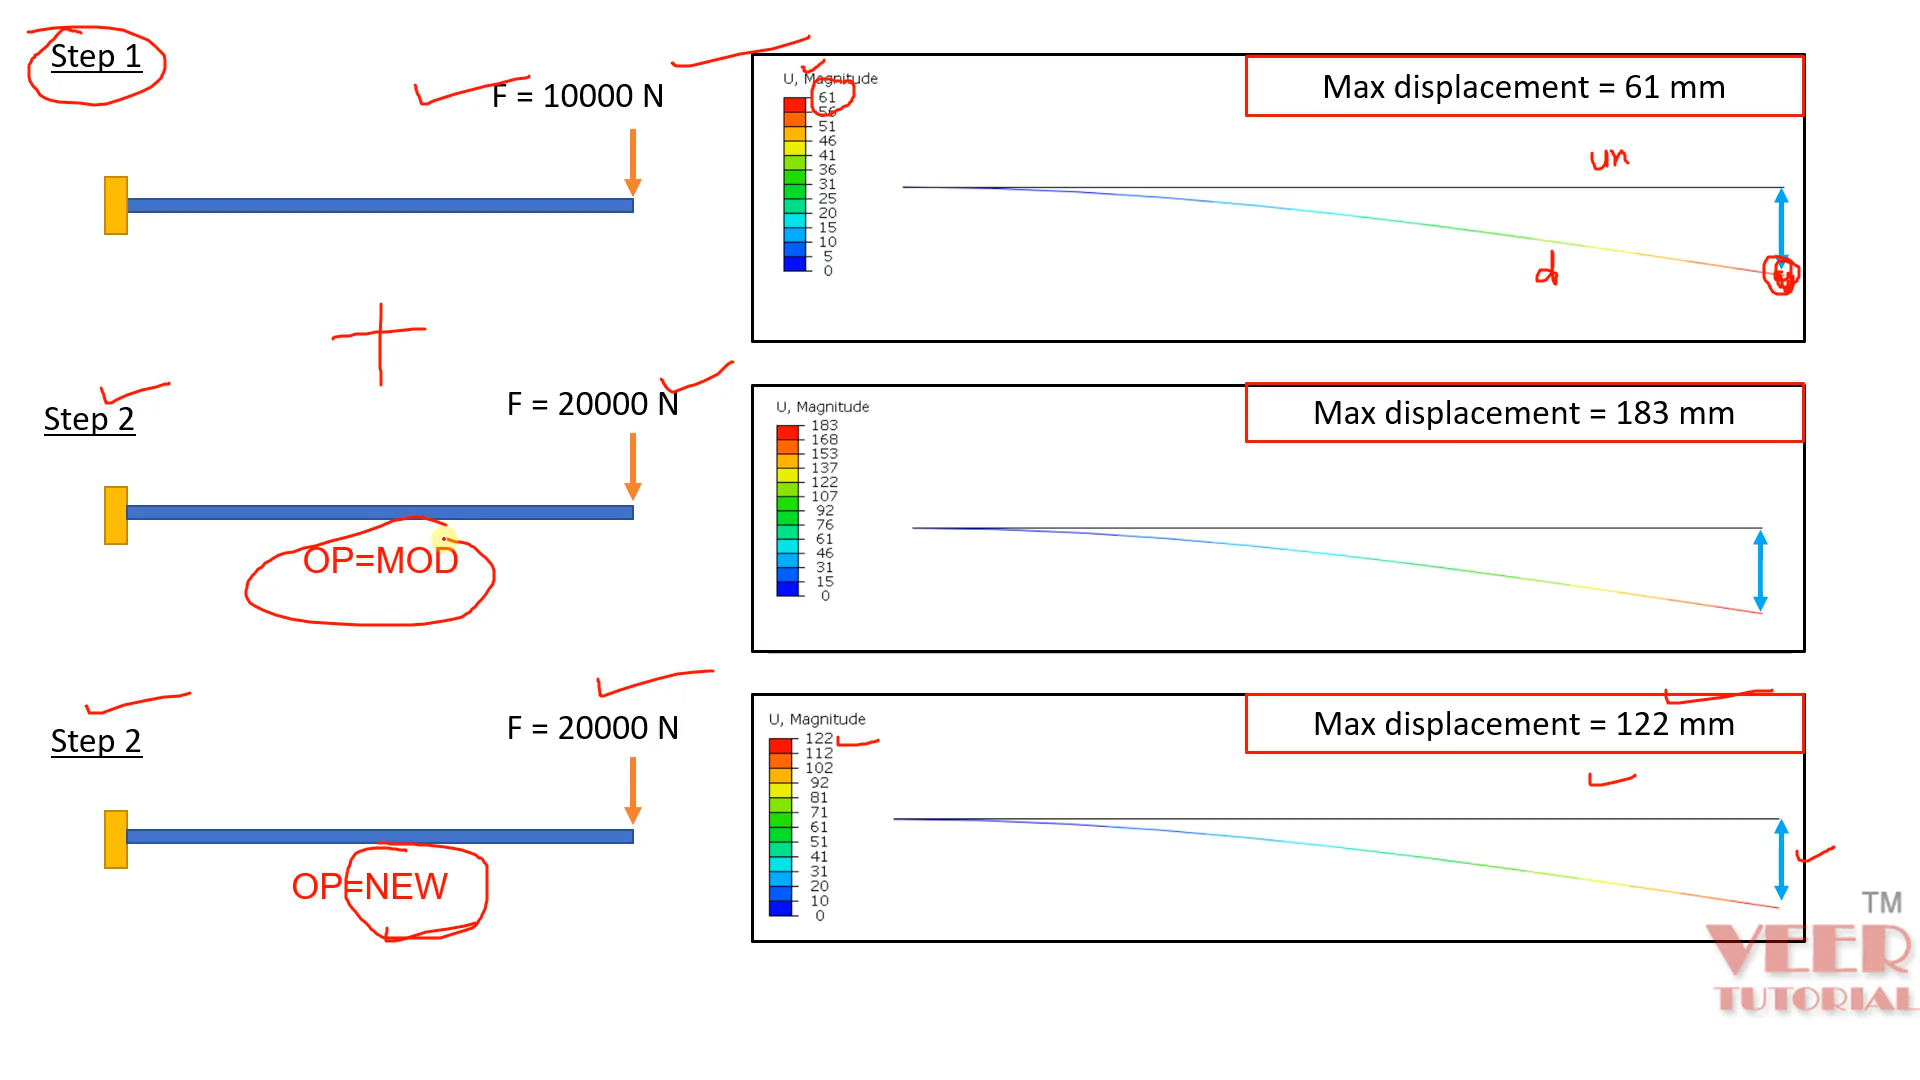 Step 1
F = 10000 N
U, Magnitude
61
56
51
46
41
36
31
25
20
15
10
5
0
Max displacement = 61 mm
un
d
Step 2
F = 20000 N
OP=MOD
U, Magnitude
183
168
153
137
122
107
92
76
61
46
31
15
0
Max displacement = 183 mm
Step 2
F = 20000 N
OP=NEW
U, Magnitude
122
112
102
92
81
71
61
51
41
31
20
10
0
Max displacement = 122 mm
TM
VEER
TUTORIAL